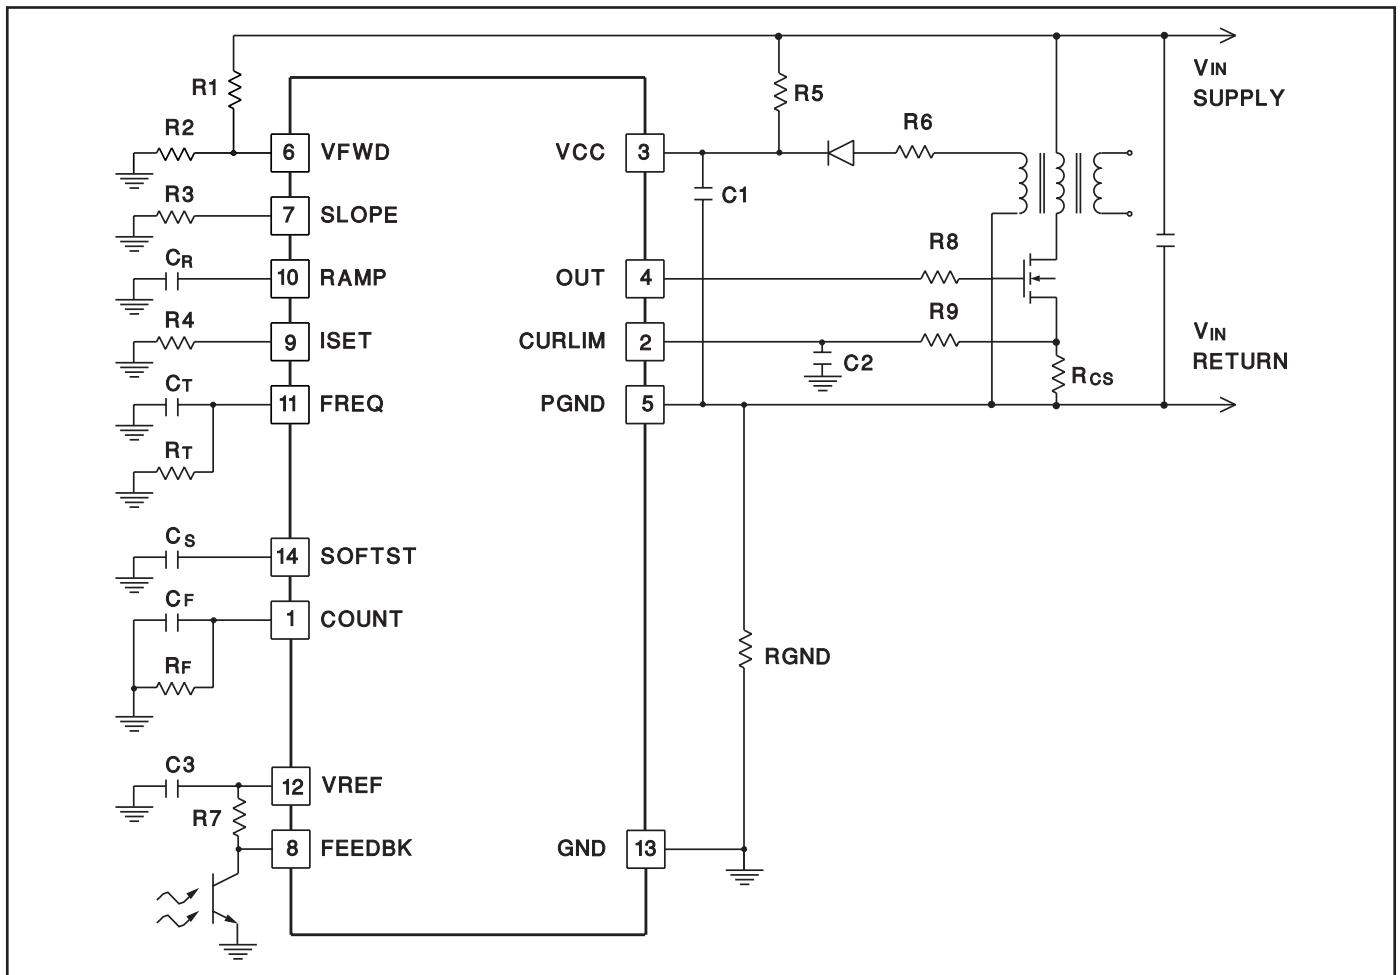 R1
R2
6
VFWD
R3
7
SLOPE
CR
10
RAMP
R4
9
ISET
CT
11
FREQ
RT
CS
14
SOFTST
CF
1
COUNT
RF
C3
12
VREF
R7
8
FEEDBK
VCC
3
OUT
4
CURLIM
2
PGND
5
GND
13
R5
R6
C1
R8
R9
C2
RCS
RGND
VIN
SUPPLY
VIN
RETURN